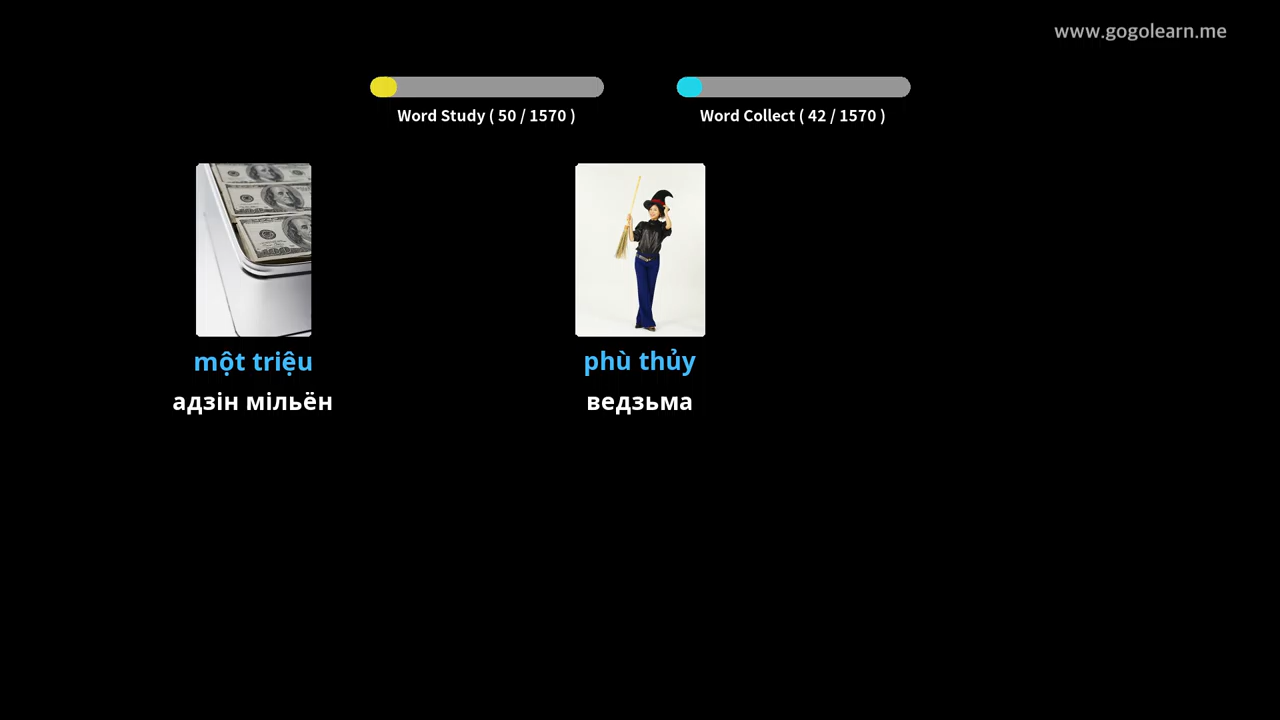 www.gogolearn.me
Word Study ( 50 / 1570 )
Word Collect ( 42 / 1570 )
một triệu
адзін мільён
phù thủy
ведзьма